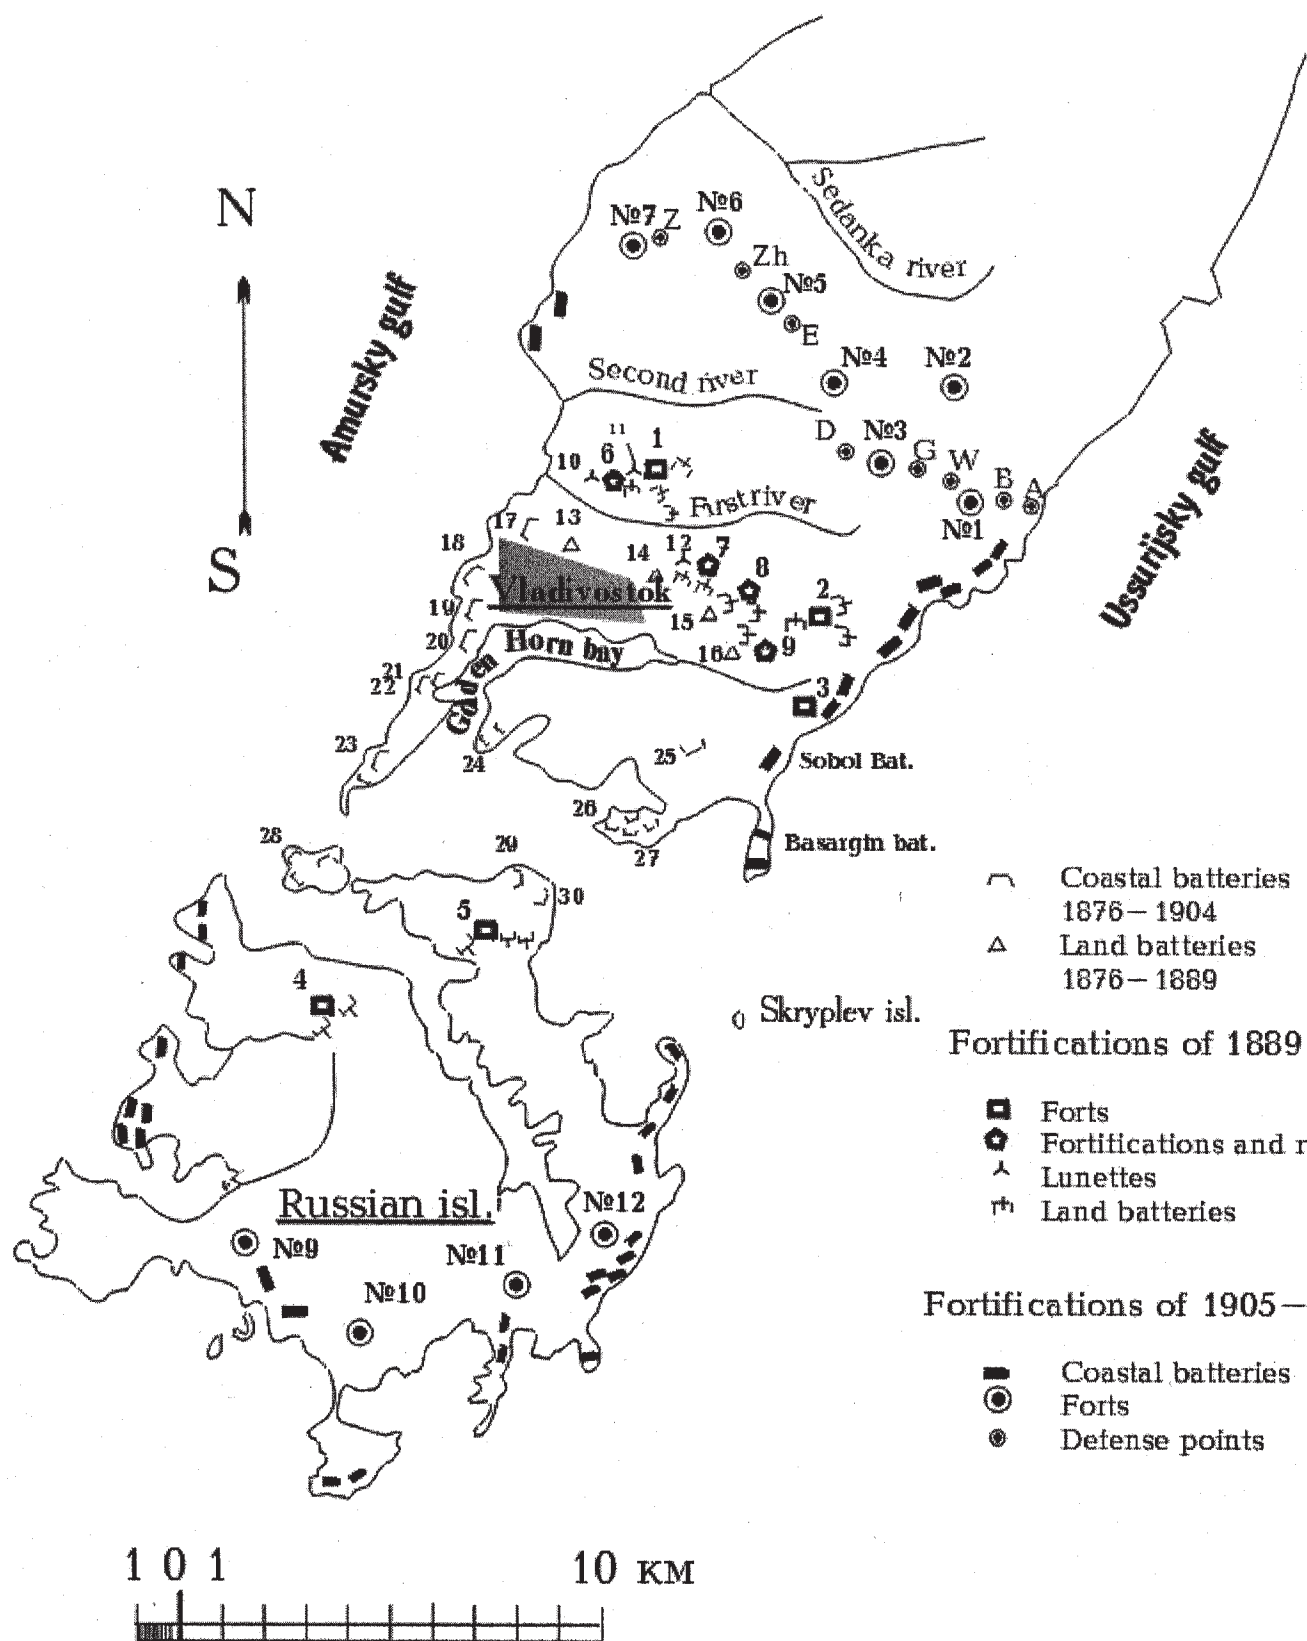 N
S
Amursky gulf
Ussurijsky gulf
Sedanka river
№7
Z
№6
Zh
№5
E
№4
№2
Second river
D
№3
G
W
B
A
№1
11
1
6
10
First river
17
13
18
12
7
14
8
2
Vladivostok
19
15
20
Horn bay
16
9
21
22
Golden
3
23
24
25
Sobol Bat.
26
27
Basargin bat.
28
29
30
5
4
Skryplev isl.
Coastal batteries
1876—1904
Land batteries
1876—1889
Fortifications of 1889
Forts
Fortifications and r
Lunettes
Land batteries
Russian isl.
№12
№9
№11
№10
Fortifications of 1905—
Coastal batteries
Forts
Defense points
1 0 1 10 км